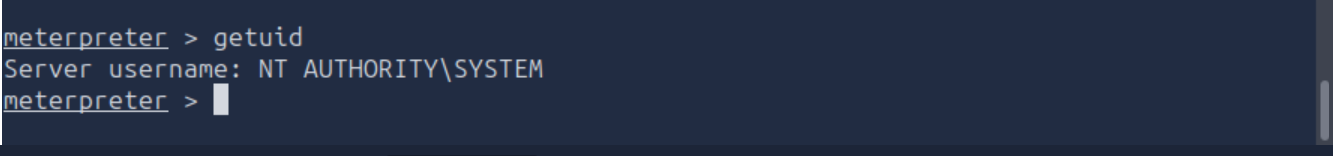 meterpreter > getuid
Server username: NT AUTHORITY\SYSTEM
meterpreter >